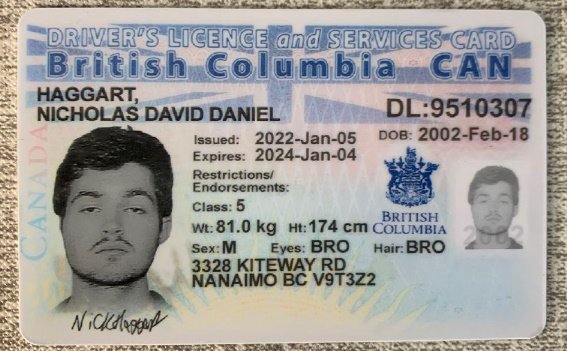 DRIVER'S LICENCE and SERVICES CARD
British Columbia CAN
HAGGART,
NICHOLAS DAVID DANIEL
DL:9510307
Issued: 2022-Jan-05
DOB: 2002-Feb-18
Expires: 2024-Jan-04
Restrictions/
Endorsements:
Class: 5
Wt: 81.0 kg Ht: 174 cm
Sex: M Eyes: BRO Hair: BRO
3328 KITEWAY RD
NANAIMO BC V9T3Z2
BRITISH
COLUMBIA
CANADA
2002
Nick Haggart